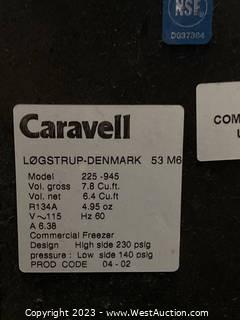 NSF
DG37364
COM
U
Caravell
LØGSTRUP-DENMARK 53 M6
Model 225-945
Vol. gross 7.8 Cu.ft.
Vol. net 6.4 Cu.ft.
R134A 4.95 oz
V~115 Hz 60
A 6.38
Commercial Freezer
Design High side 230 psig
pressure : Low side 140 psig
PROD CODE 04-02
Copyright © 2023 - www.WestAuction.com